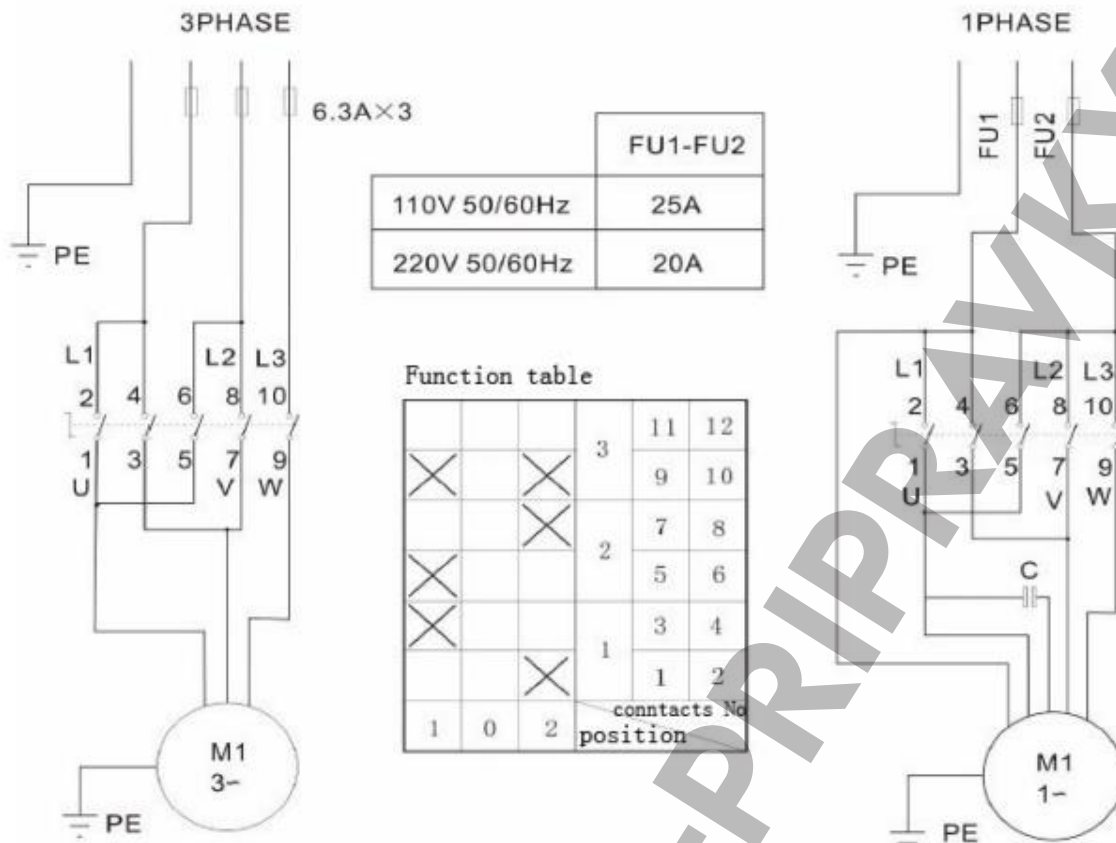 3PHASE
6.3A×3
PE
L1 L2 L3
2 4 6 8 10
1 3 5 7 9
U V W
M1
3~
PE
FU1-FU2
110V 50/60Hz 25A
220V 50/60Hz 20A
Function table
3 11 12
9 10
2 7 8
5 6
1 3 4
1 2
conntacts No
1 0 2 position
1PHASE
FU1 FU2
PE
L1 L2 L3
2 4 6 8 10
1 3 5 7 9
U V W
C
M1
1~
PE
-PRIPRAVKY